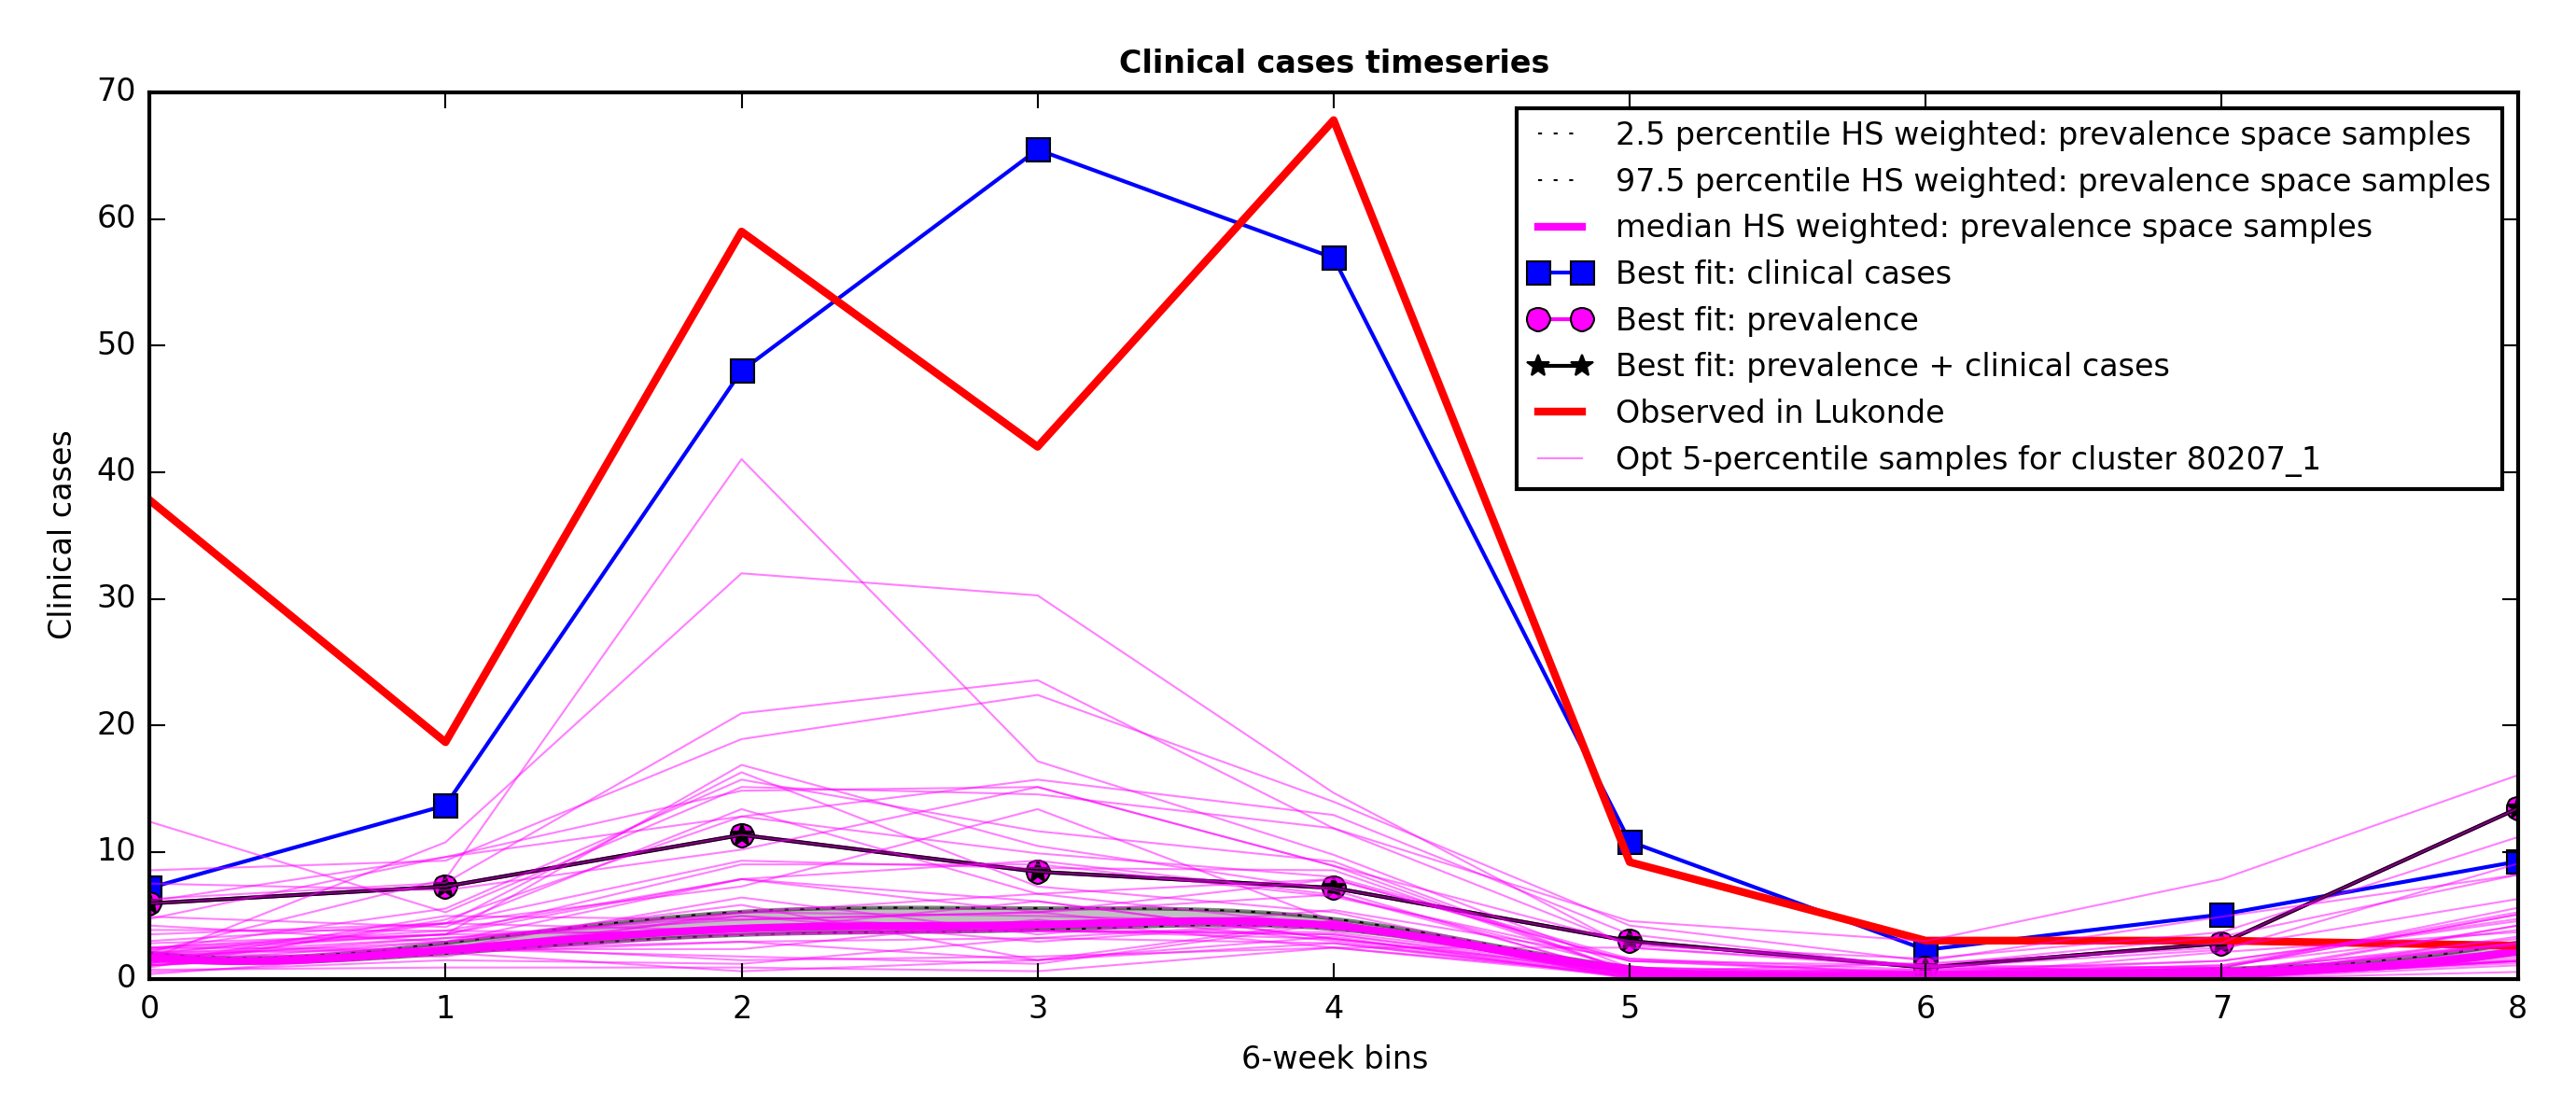 Clinical cases timeseries
70
60
50
40
30
20
10
0
Clinical cases
2.5 percentile HS weighted: prevalence space samples
97.5 percentile HS weighted: prevalence space samples
median HS weighted: prevalence space samples
Best fit: clinical cases
Best fit: prevalence
Best fit: prevalence + clinical cases
Observed in Lukonde
Opt 5-percentile samples for cluster 80207_1
0 1 2 3 4 5 6 7 8
6-week bins